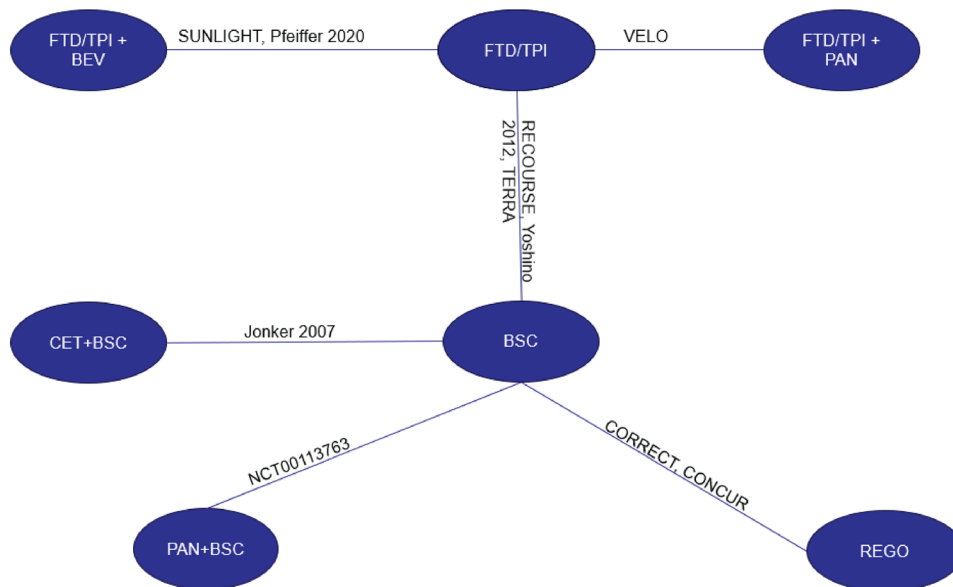 FTD/TPI +
BEV
SUNLIGHT, Pfeiffer 2020
FTD/TPI
VELO
FTD/TPI +
PAN
RECOURSE, Yoshino
2012, TERRA
CET+BSC
Jonker 2007
BSC
NCT00113763
CORRECT, CONCUR
PAN+BSC
REGO